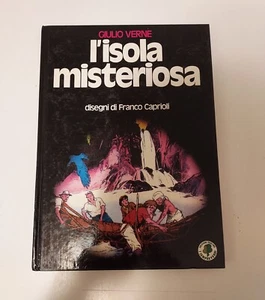 GIULIO VERNE
l'isola
misteriosa
disegni di Franco Caprioli